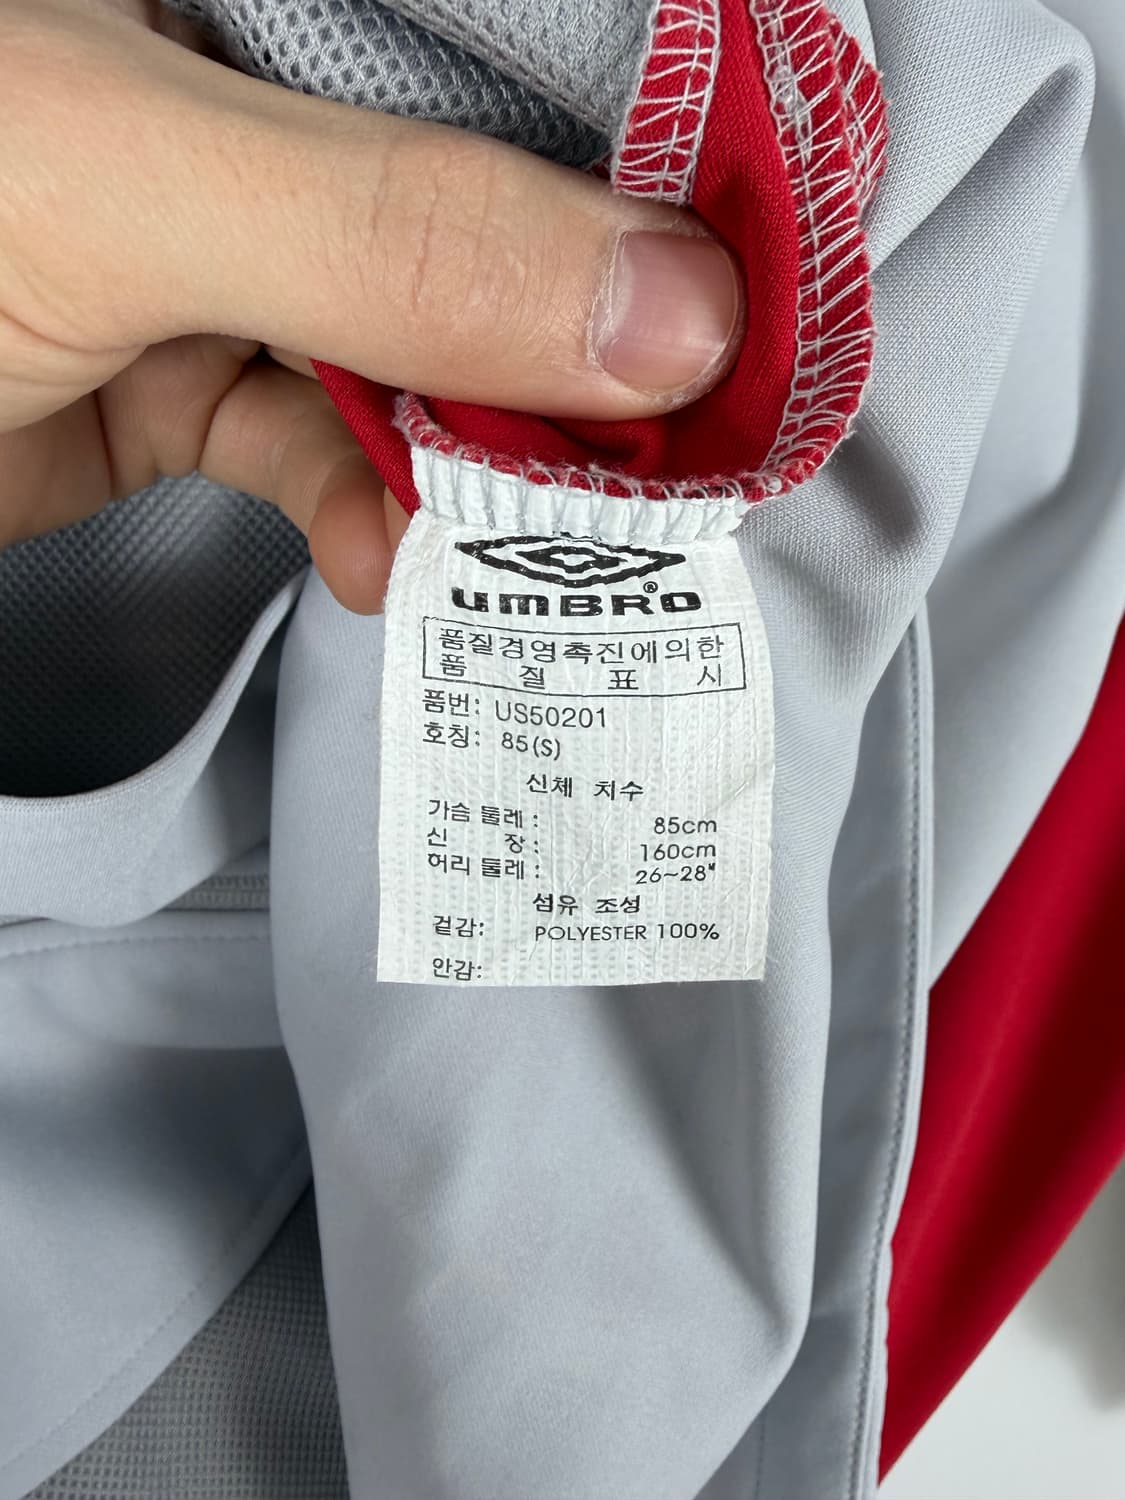 UMBRO®
품질경영촉진에의한
품 질 표 시
품번: US50201
호칭: 85(S)
신체 치수
가슴 둘레 : 85cm
신 장 : 160cm
허리 둘레 : 26~28"
섬유 조성
겉감: POLYESTER 100%
안감: